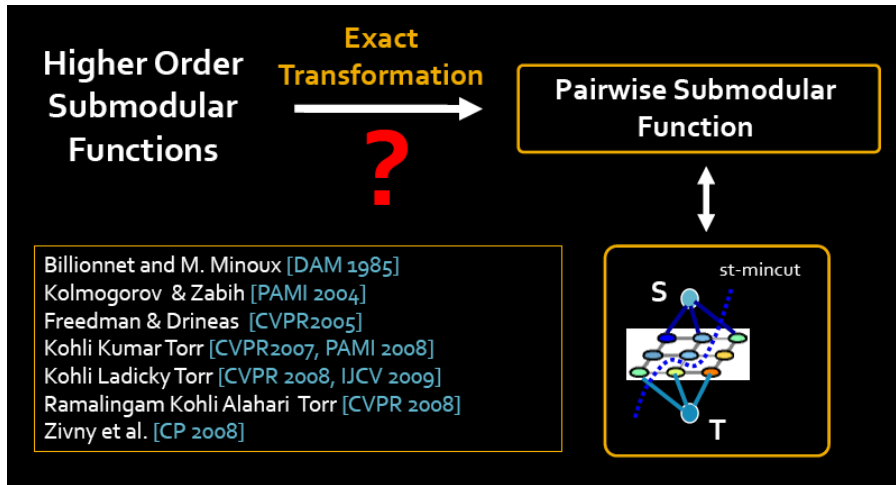 Higher Order
Submodular
Functions
Exact
Transformation
?
Pairwise Submodular
Function
Billionnet and M. Minoux [DAM 1985]
Kolmogorov & Zabih [PAMI 2004]
Freedman & Drineas [CVPR2005]
Kohli Kumar Torr [CVPR2007, PAMI 2008]
Kohli Ladicky Torr [CVPR 2008, IJCV 2009]
Ramalingam Kohli Alahari Torr [CVPR 2008]
Zivny et al. [CP 2008]
st-mincut
S
T